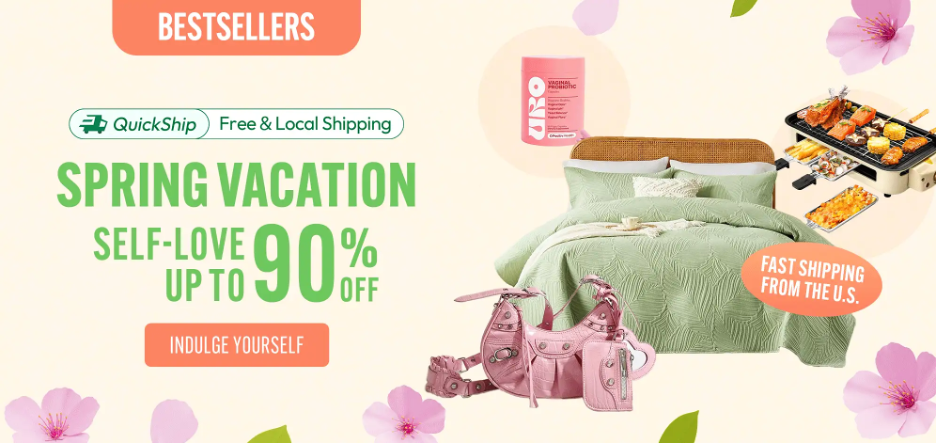 BESTSELLERS
QuickShip
Free & Local Shipping
SPRING VACATION
SELF-LOVE
UP TO
90%
OFF
INDULGE YOURSELF
URO
VAGINAL
PROBIOTIC
FAST SHIPPING
FROM THE U.S.